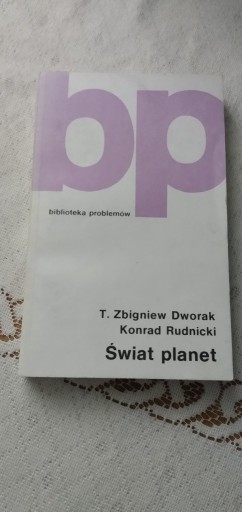 bp
biblioteka problemów
T. Zbigniew Dworak
Konrad Rudnicki
Świat planet